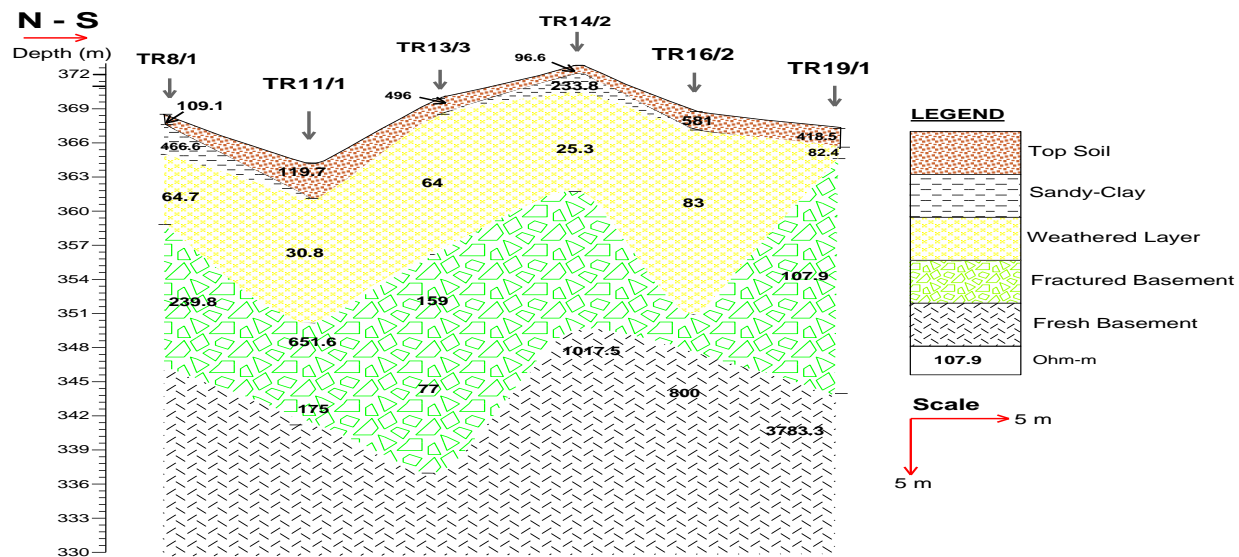 N - S
Depth (m)
TR8/1
TR11/1
TR13/3
TR14/2
TR16/2
TR19/1
372
369
366
363
360
357
354
351
348
345
342
339
336
333
330
109.1
466.6
64.7
239.8
119.7
30.8
651.6
175
496
64
159
77
96.6
233.8
25.3
1017.5
581
83
800
418.5
82.4
107.9
3783.3
LEGEND
Top Soil
Sandy-Clay
Weathered Layer
Fractured Basement
Fresh Basement
107.9 Ohm-m
Scale
5 m
5 m